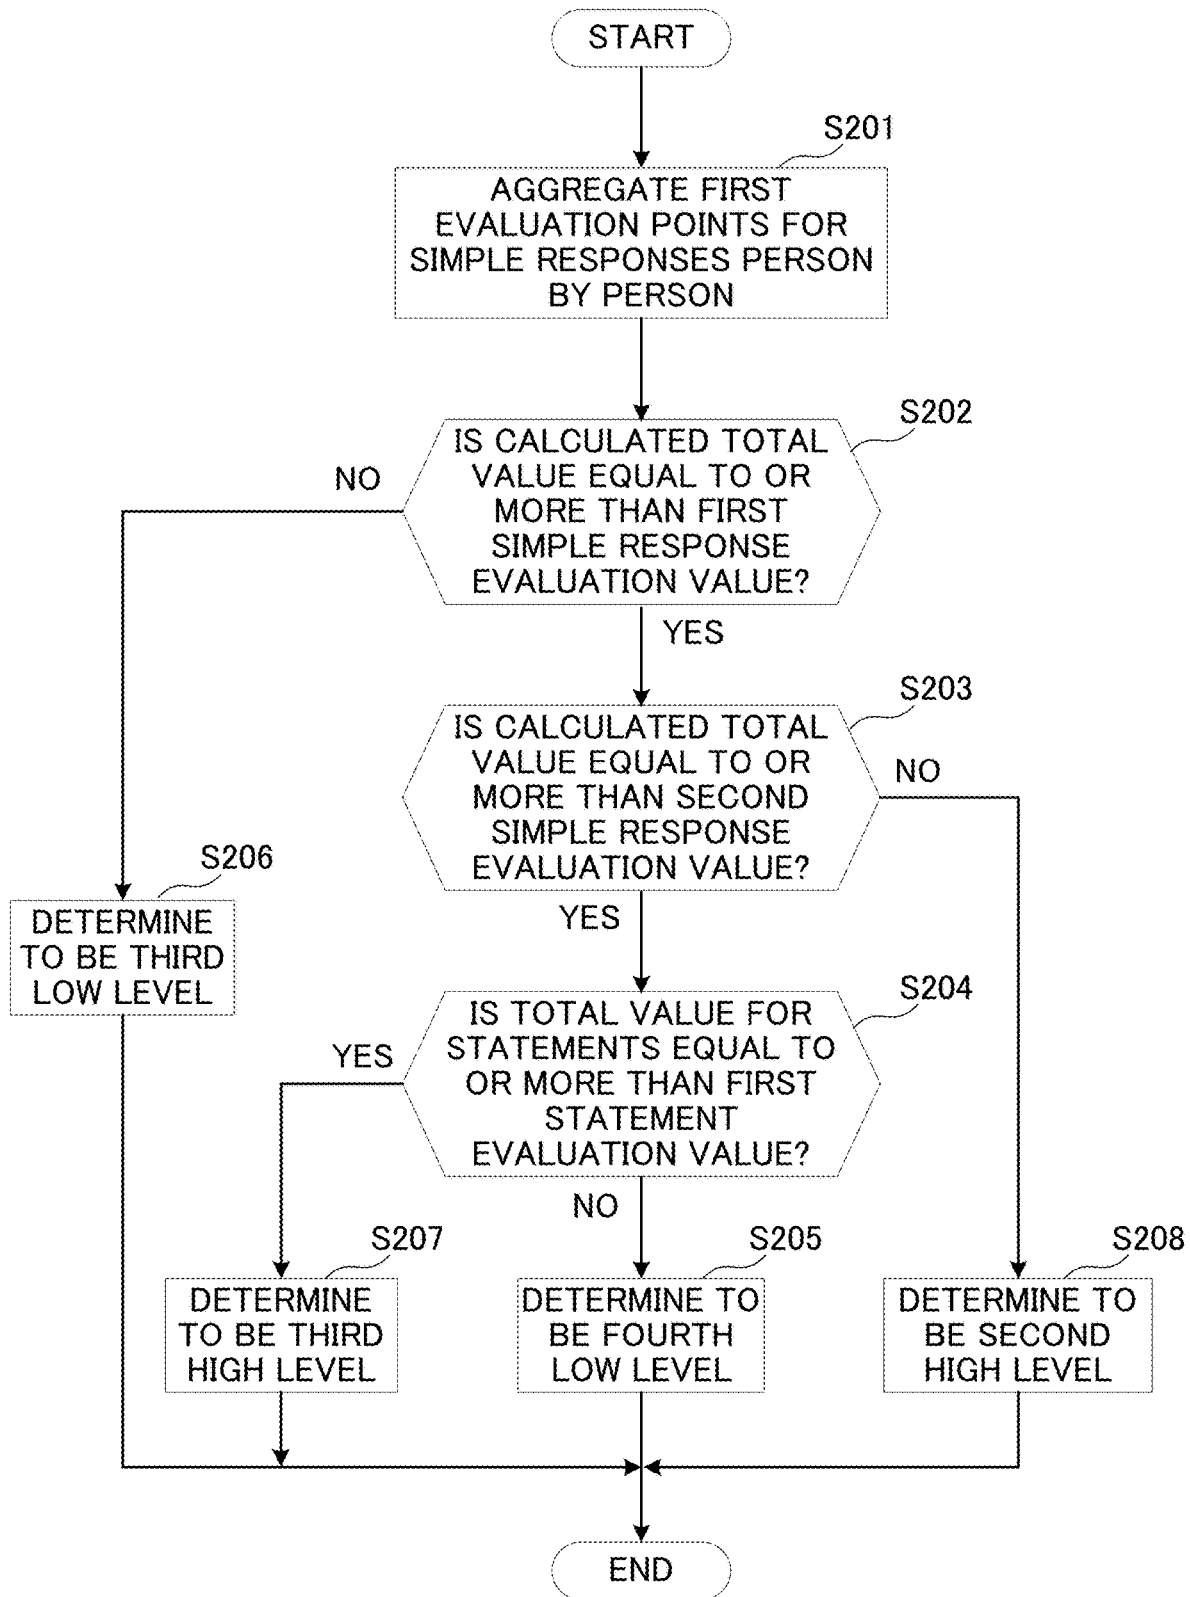 START
S201
AGGREGATE FIRST
EVALUATION POINTS FOR
SIMPLE RESPONSES PERSON
BY PERSON
S202
IS CALCULATED TOTAL
VALUE EQUAL TO OR
MORE THAN FIRST
SIMPLE RESPONSE
EVALUATION VALUE?
NO
YES
S203
IS CALCULATED TOTAL
VALUE EQUAL TO OR
MORE THAN SECOND
SIMPLE RESPONSE
EVALUATION VALUE?
NO
YES
S206
DETERMINE
TO BE THIRD
LOW LEVEL
S204
IS TOTAL VALUE FOR
STATEMENTS EQUAL TO
OR MORE THAN FIRST
STATEMENT
EVALUATION VALUE?
YES
NO
S207
DETERMINE
TO BE THIRD
HIGH LEVEL
S205
DETERMINE TO
BE FOURTH
LOW LEVEL
S208
DETERMINE TO
BE SECOND
HIGH LEVEL
END